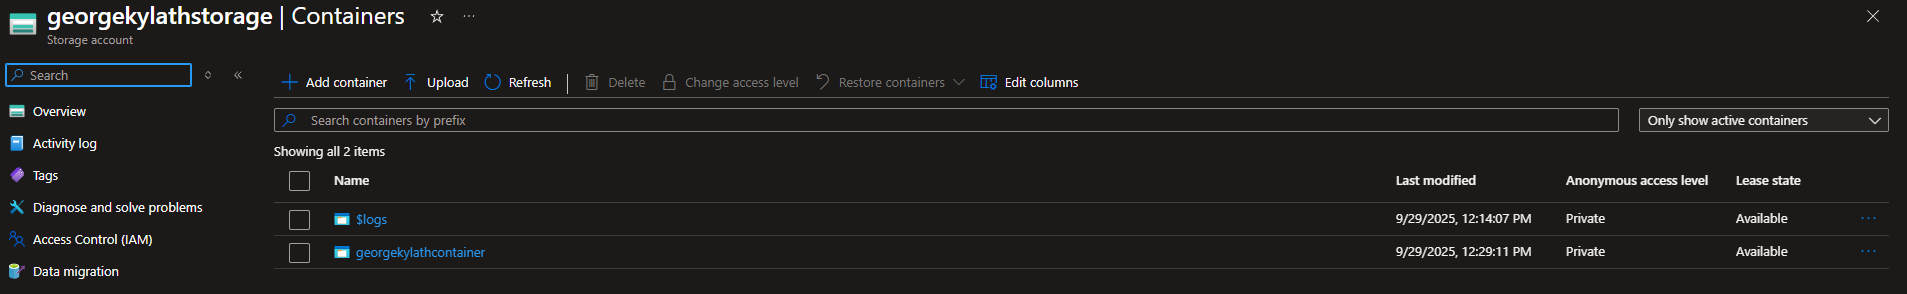 georgekylathstorage | Containers
Storage account
Search
Add container Upload Refresh Delete Change access level Restore containers Edit columns
Overview
Activity log
Tags
Diagnose and solve problems
Access Control (IAM)
Data migration
Search containers by prefix Only show active containers
Showing all 2 items
Name Last modified Anonymous access level Lease state
$logs 9/29/2025, 12:14:07 PM Private Available
georgekylathcontainer 9/29/2025, 12:29:11 PM Private Available